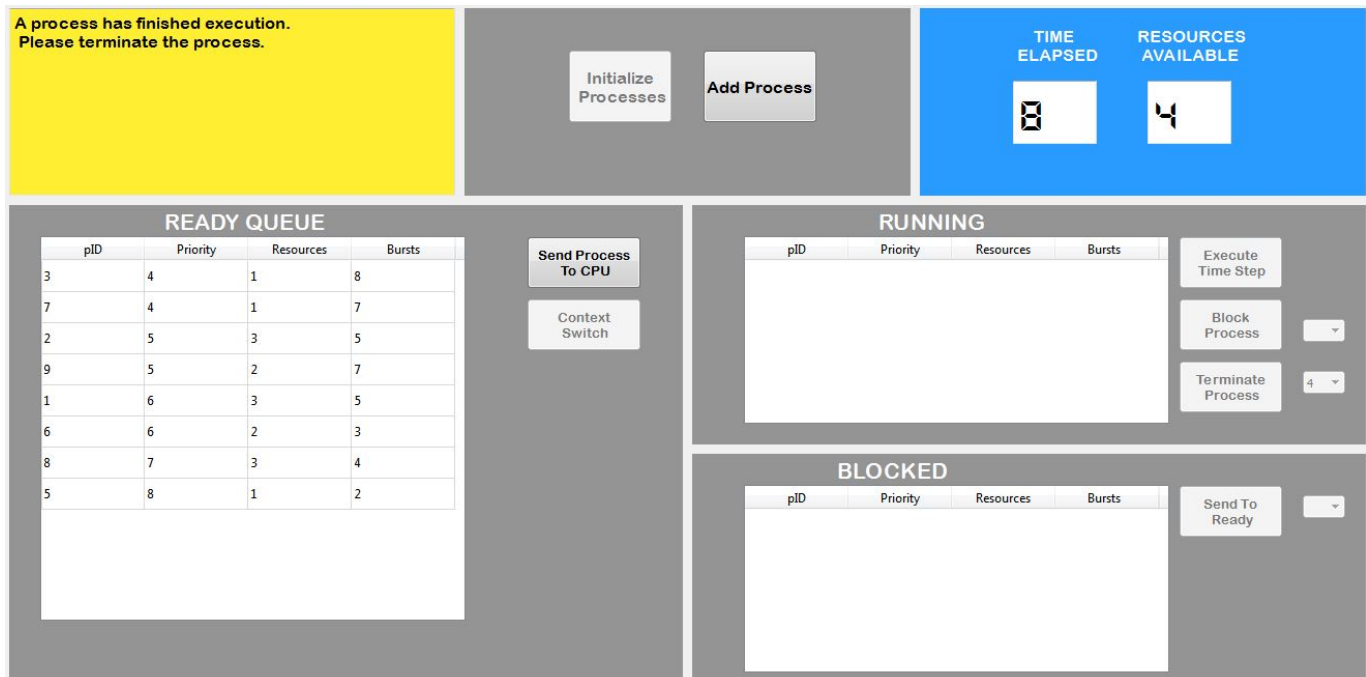 A process has finished execution.
Please terminate the process.
Initialize
Processes
Add Process
TIME
ELAPSED
RESOURCES
AVAILABLE
8
4
READY QUEUE
pID Priority Resources Bursts
3 4 1 8
7 4 1 7
2 5 3 5
9 5 2 7
1 6 3 5
6 6 2 3
8 7 3 4
5 8 1 2
Send Process
To CPU
Context
Switch
RUNNING
pID Priority Resources Bursts
Execute
Time Step
Block
Process
Terminate
Process
4
BLOCKED
pID Priority Resources Bursts
Send To
Ready